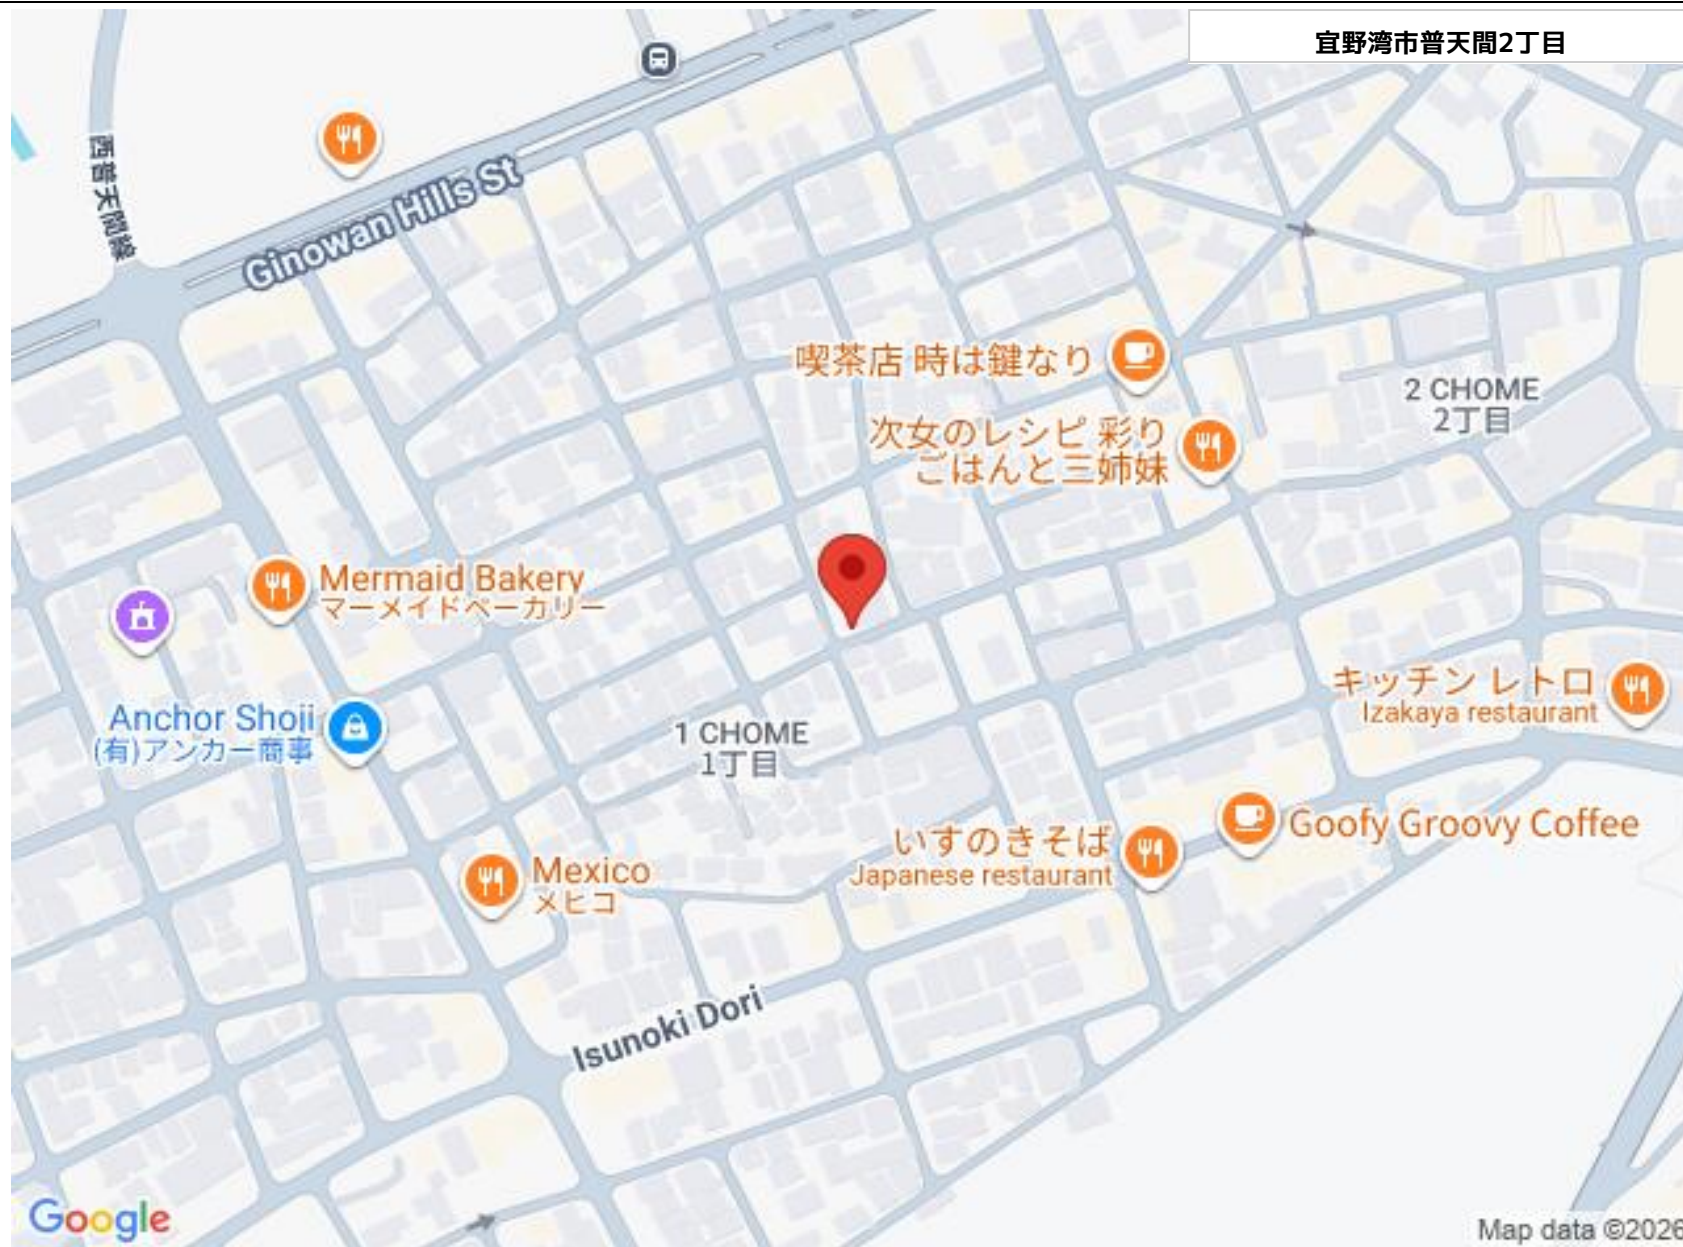 宜野湾市普天間2丁目
西普天間線
Ginowan Hills St
喫茶店 時は鍵なり
2 CHOME
2丁目
次女のレシピ 彩り
ごはんと三姉妹
Mermaid Bakery
マーメイドベーカリー
キッチン レトロ
Izakaya restaurant
Anchor Shoji
(有)アンカー商事
1 CHOME
1丁目
Goofy Groovy Coffee
いすのきそば
Japanese restaurant
Mexico
メヒコ
Isunoki Dori
Google
Map data ©2026